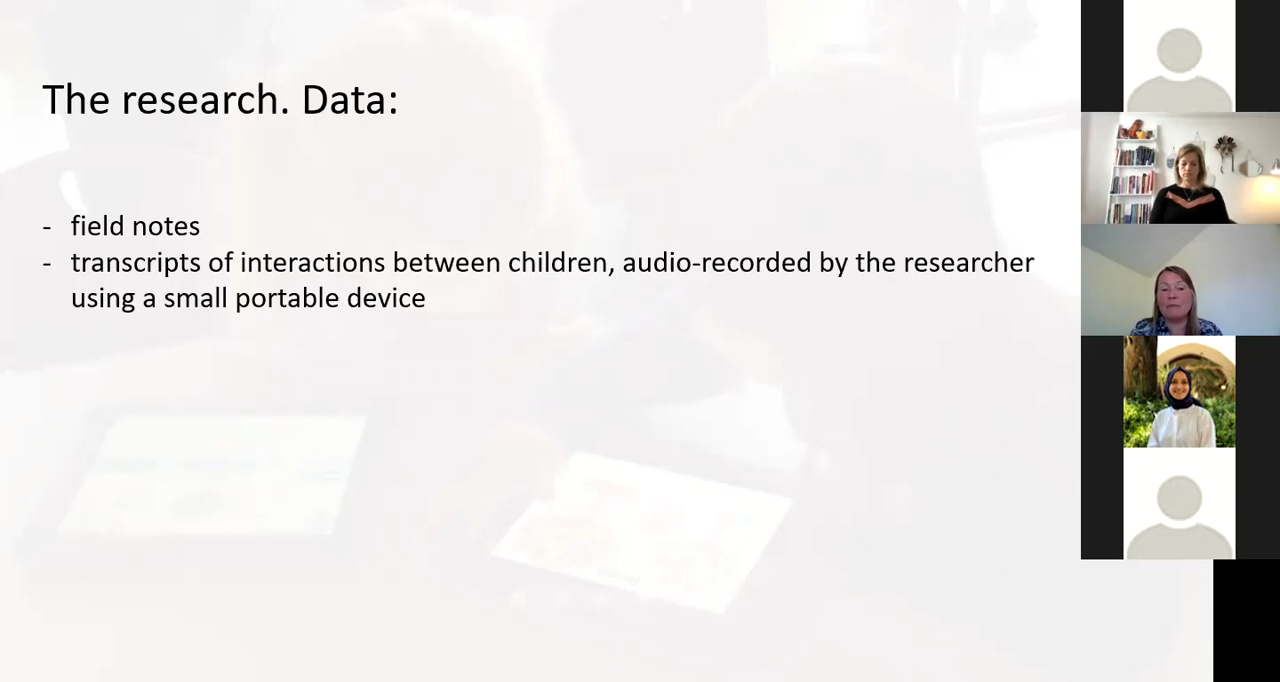 The research. Data:
- field notes
- transcripts of interactions between children, audio-recorded by the researcher
using a small portable device